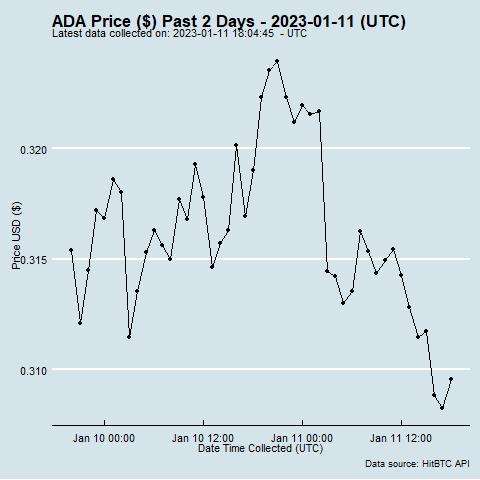 ADA Price ($) Past 2 Days - 2023-01-11 (UTC)
Latest data collected on: 2023-01-11 18:04:45 - UTC
0.320
0.315
0.310
Price USD ($)
Jan 10 00:00 Jan 10 12:00 Jan 11 00:00 Jan 11 12:00
Date Time Collected (UTC)
Data source: HitBTC API